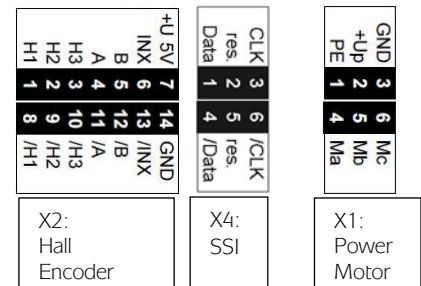 H1 H2 H3 A B INX +U 5V
1 2 3 4 5 6 7
8 9 10 11 12 13 14
/H1 /H2 /H3 /A /B /INX GND
X2:
Hall
Encoder
Data res. CLK
1 2 3
4 5 6
/Data res. /CLK
X4:
SSI
PE +Up GND
1 2 3
4 5 6
Ma Mb Mc
X1:
Power
Motor